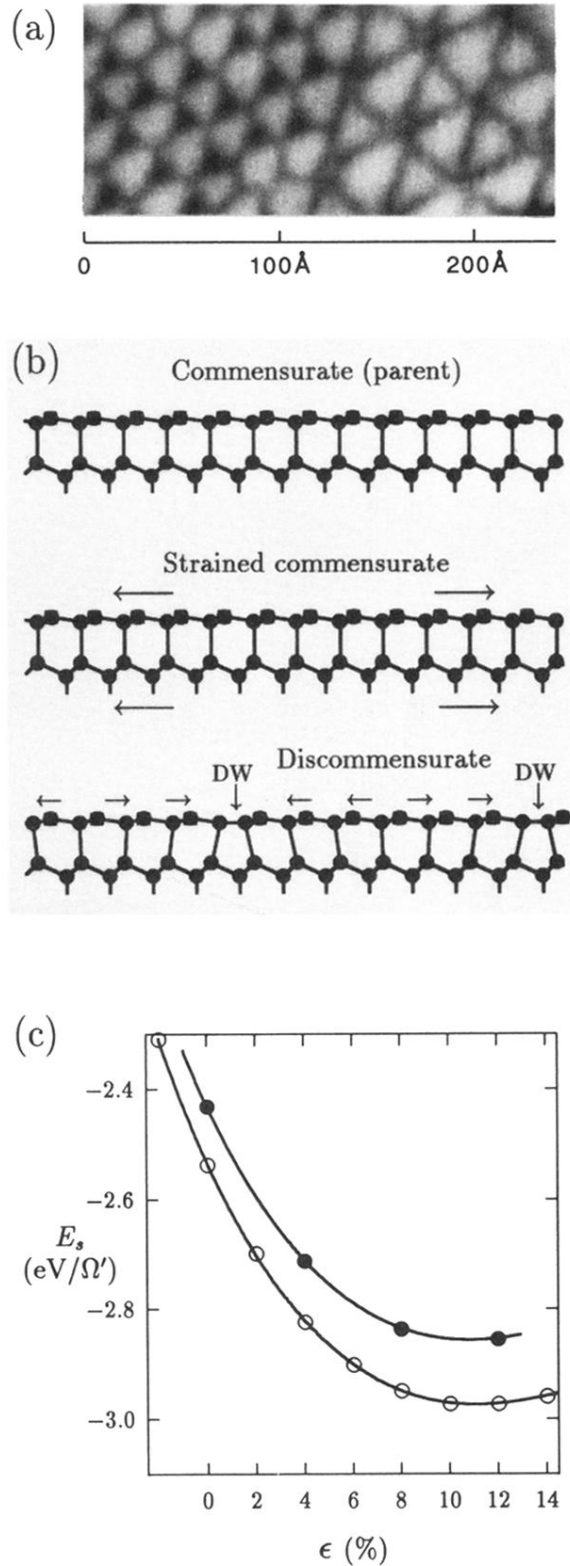 (a)
0 100Å 200Å
(b)
Commensurate (parent)
Strained commensurate
Discommensurate
DW DW
(c)
−2.4
−2.6
E_s
(eV/Ω′)
−2.8
−3.0
0 2 4 6 8 10 12 14
ϵ (%)